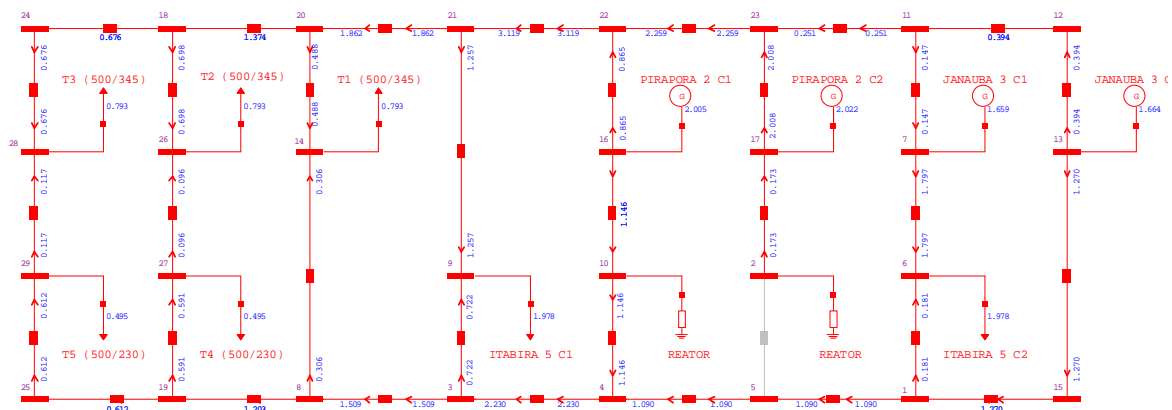 24 18 20 21 22 23 11 12
0.676 1.374 1.862 1.862 3.119 3.119 2.259 2.259 0.251 0.251 0.394
0.676 0.698 0.488 1.257 0.865 2.008 0.147 0.394
T3 (500/345) T2 (500/345) T1 (500/345) PIRAPORA 2 C1 PIRAPORA 2 C2 JANAUBA 3 C1 JANAUBA 3 C
G G G G
0.793 0.793 0.793 2.005 2.022 1.659 1.664
0.676 0.698 0.488 0.865 2.008 0.147 0.394
28 26 14 16 17 7 13
0.117 0.096 0.306 1.797 1.270
1.146
0.117 0.096 1.257 0.173 0.173 1.797
29 27 9 10 2 6
0.612 0.591 0.722 1.146 0.181
0.495 0.495 1.978 1.978
T5 (500/230) T4 (500/230) ITABIRA 5 C1 REATOR REATOR ITABIRA 5 C2
0.612 0.591 0.306 0.722 1.146 0.181 1.270
25 19 8 3 4 5 1 15
0.612 1.203 1.509 1.509 2.230 2.230 1.090 1.090 1.090 1.090 1.270